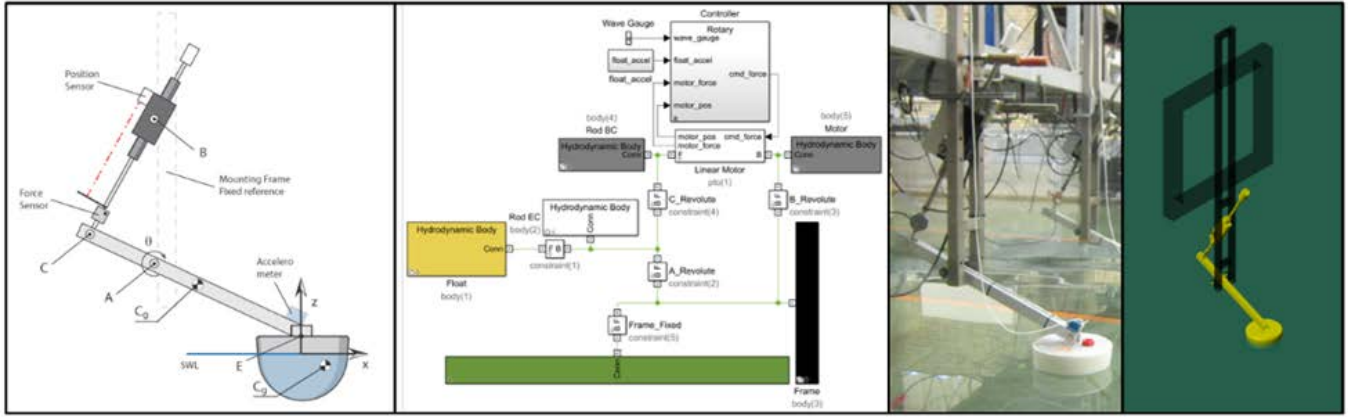 Position
Sensor
B
Mounting Frame
Fixed reference
Force
Sensor
C
θ
A
Accelero
meter
Cg
z
E
SWL
x
Cg
Controller
Wave Gauge
Rotary
wave_gauge
float_accel
float_accel
float_accel
cmd_force
motor_force
motor_pos
body(4)
Rod BC
body(5)
Motor
Hydrodynamic Body
Conn
motor_pos cmd_force
motor_force
F B
Linear Motor
pto(1)
Hydrodynamic Body
Conn
C_Revolute
constraint(4)
B_Revolute
constraint(3)
Rod EC
body(2)
Hydrodynamic Body
Conn
Hydrodynamic Body
Conn
F B
constraint(1)
Float
body(1)
A_Revolute
constraint(2)
Frame_Fixed
constraint(5)
Conn
Frame
body(3)